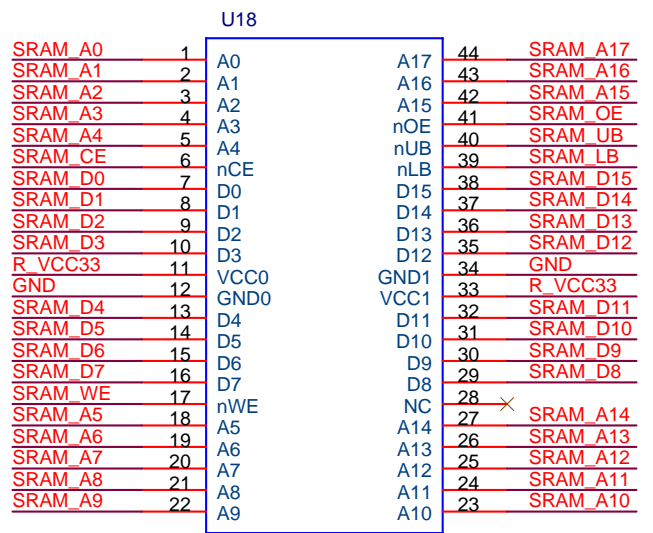 U18
SRAM_A0 1 A0 A17 44 SRAM_A17
SRAM_A1 2 A1 A16 43 SRAM_A16
SRAM_A2 3 A2 A15 42 SRAM_A15
SRAM_A3 4 A3 nOE 41 SRAM_OE
SRAM_A4 5 A4 nUB 40 SRAM_UB
SRAM_CE 6 nCE nLB 39 SRAM_LB
SRAM_D0 7 D0 D15 38 SRAM_D15
SRAM_D1 8 D1 D14 37 SRAM_D14
SRAM_D2 9 D2 D13 36 SRAM_D13
SRAM_D3 10 D3 D12 35 SRAM_D12
R_VCC33 11 VCC0 GND1 34 GND
GND 12 GND0 VCC1 33 R_VCC33
SRAM_D4 13 D4 D11 32 SRAM_D11
SRAM_D5 14 D5 D10 31 SRAM_D10
SRAM_D6 15 D6 D9 30 SRAM_D9
SRAM_D7 16 D7 D8 29 SRAM_D8
SRAM_WE 17 nWE NC 28
SRAM_A5 18 A5 A14 27 SRAM_A14
SRAM_A6 19 A6 A13 26 SRAM_A13
SRAM_A7 20 A7 A12 25 SRAM_A12
SRAM_A8 21 A8 A11 24 SRAM_A11
SRAM_A9 22 A9 A10 23 SRAM_A10